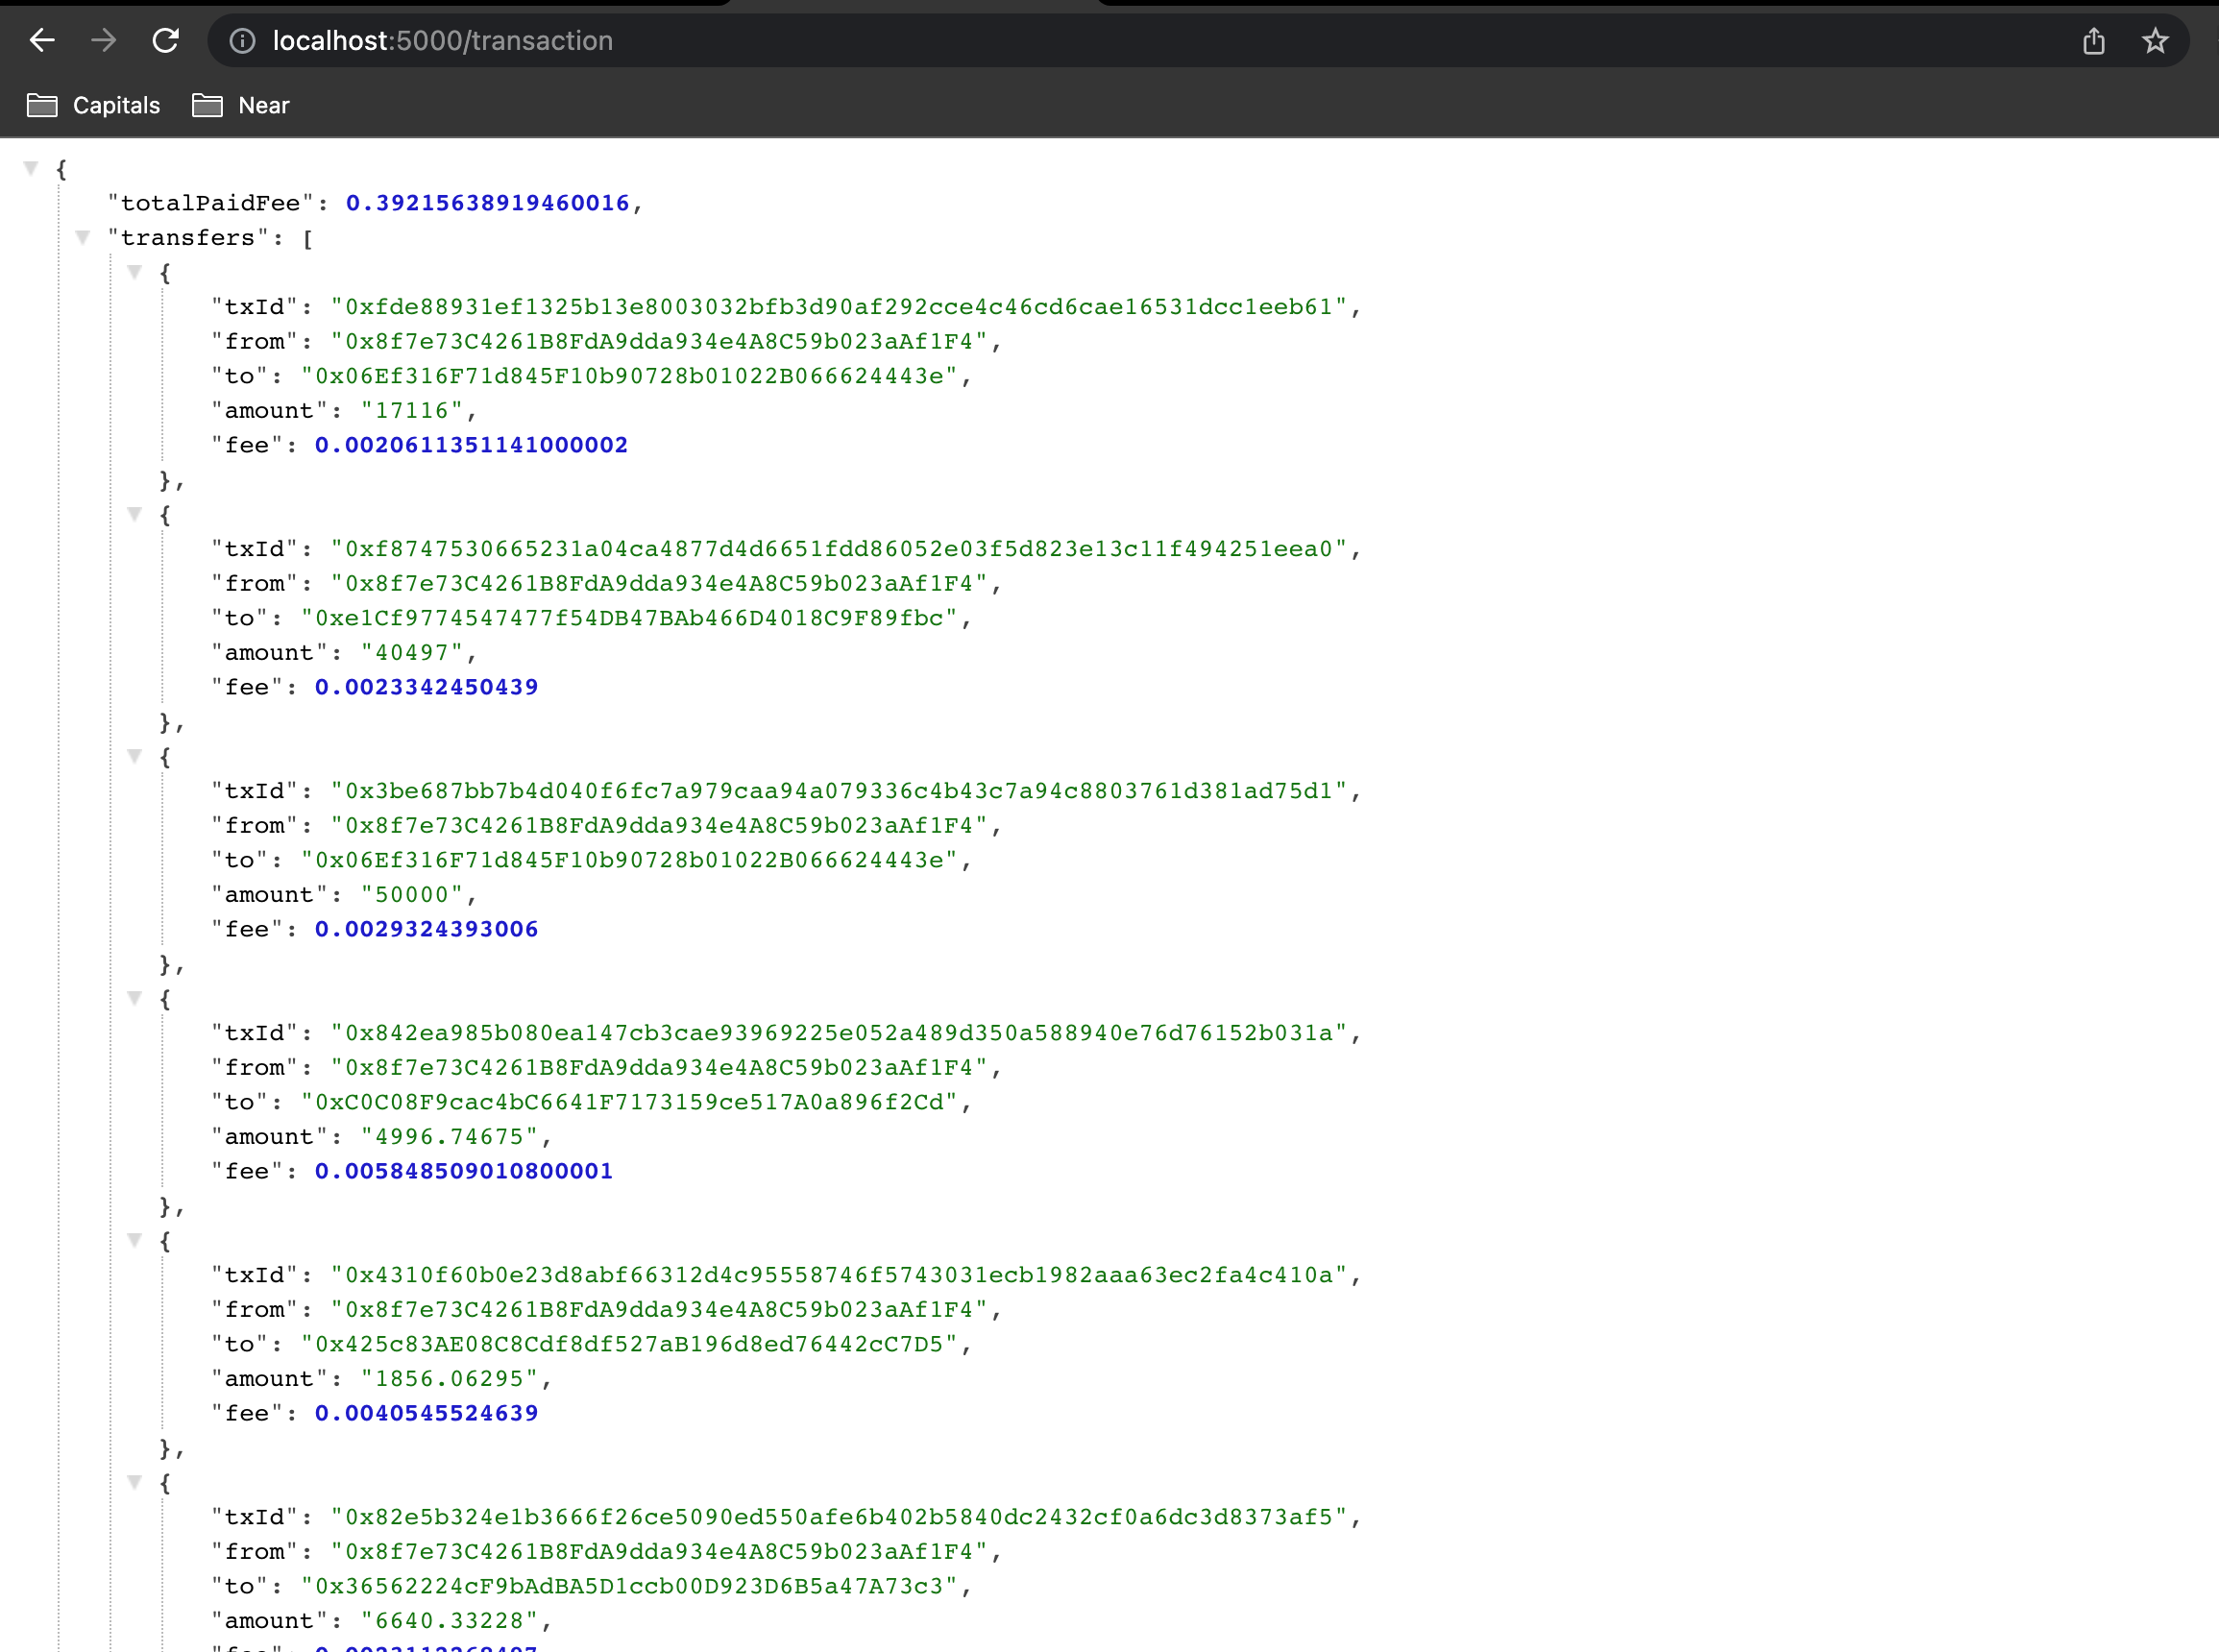 localhost:5000/transaction
Capitals Near
{
"totalPaidFee": 0.39215638919460016,
"transfers": [
{
"txId": "0xfde88931ef1325b13e8003032bfb3d90af292cce4c46cd6cae16531dcc1eeb61",
"from": "0x8f7e73C4261B8FdA9dda934e4A8C59b023aAf1F4",
"to": "0x06Ef316F71d845F10b90728b01022B066624443e",
"amount": "17116",
"fee": 0.0020611351141000002
},
{
"txId": "0xf8747530665231a04ca4877d4d6651fdd86052e03f5d823e13c11f494251eea0",
"from": "0x8f7e73C4261B8FdA9dda934e4A8C59b023aAf1F4",
"to": "0xe1Cf9774547477f54DB47BAb466D4018C9F89fbc",
"amount": "40497",
"fee": 0.0023342450439
},
{
"txId": "0x3be687bb7b4d040f6fc7a979caa94a079336c4b43c7a94c8803761d381ad75d1",
"from": "0x8f7e73C4261B8FdA9dda934e4A8C59b023aAf1F4",
"to": "0x06Ef316F71d845F10b90728b01022B066624443e",
"amount": "50000",
"fee": 0.0029324393006
},
{
"txId": "0x842ea985b080ea147cb3cae93969225e052a489d350a588940e76d76152b031a",
"from": "0x8f7e73C4261B8FdA9dda934e4A8C59b023aAf1F4",
"to": "0xC0C08F9cac4bC6641F7173159ce517A0a896f2Cd",
"amount": "4996.74675",
"fee": 0.005848509010800001
},
{
"txId": "0x4310f60b0e23d8abf66312d4c95558746f5743031ecb1982aaa63ec2fa4c410a",
"from": "0x8f7e73C4261B8FdA9dda934e4A8C59b023aAf1F4",
"to": "0x425c83AE08C8Cdf8df527aB196d8ed76442cC7D5",
"amount": "1856.06295",
"fee": 0.0040545524639
},
{
"txId": "0x82e5b324e1b3666f26ce5090ed550afe6b402b5840dc2432cf0a6dc3d8373af5",
"from": "0x8f7e73C4261B8FdA9dda934e4A8C59b023aAf1F4",
"to": "0x36562224cF9bAdBA5D1ccb00D923D6B5a47A73c3",
"amount": "6640.33228",